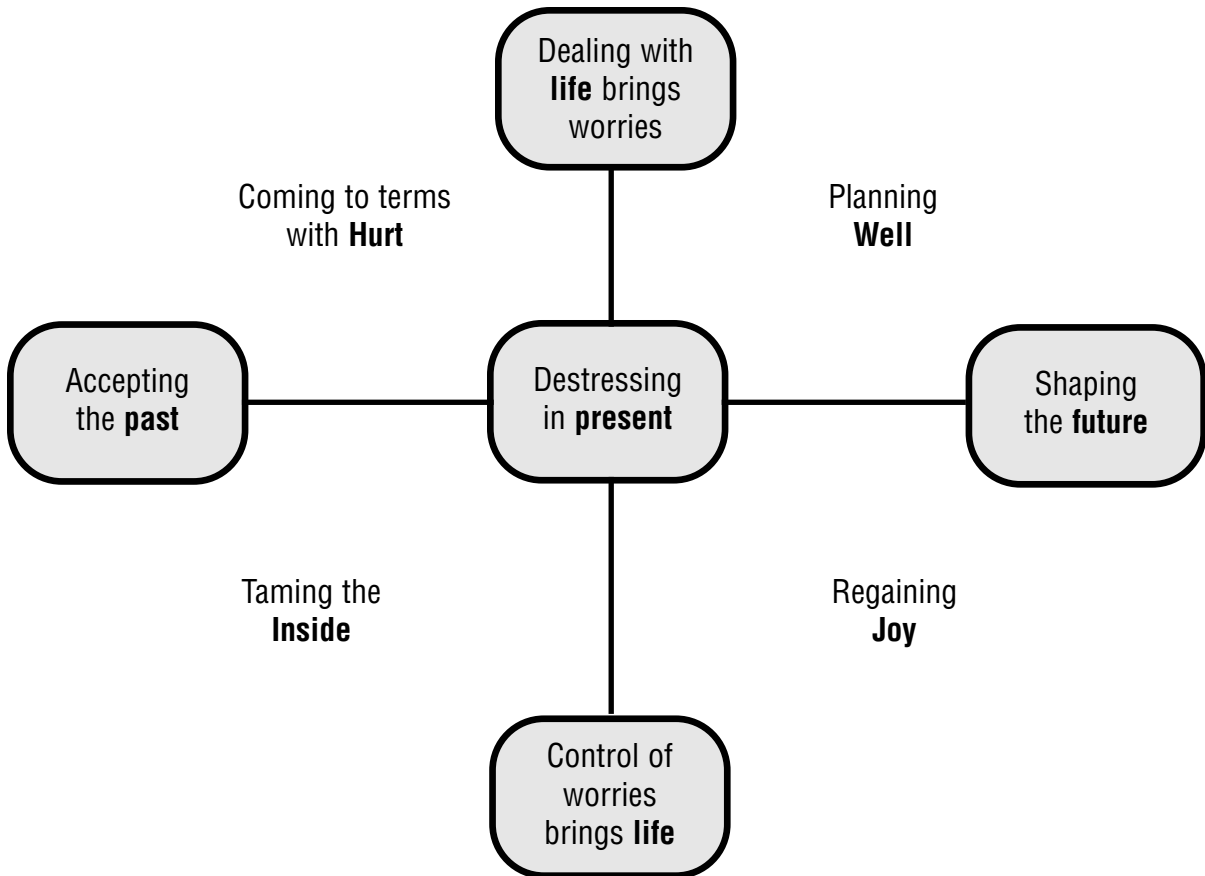 Dealing with
life brings
worries
Coming to terms
with Hurt
Planning
Well
Accepting
the past
Destressing
in present
Shaping
the future
Taming the
Inside
Regaining
Joy
Control of
worries
brings life